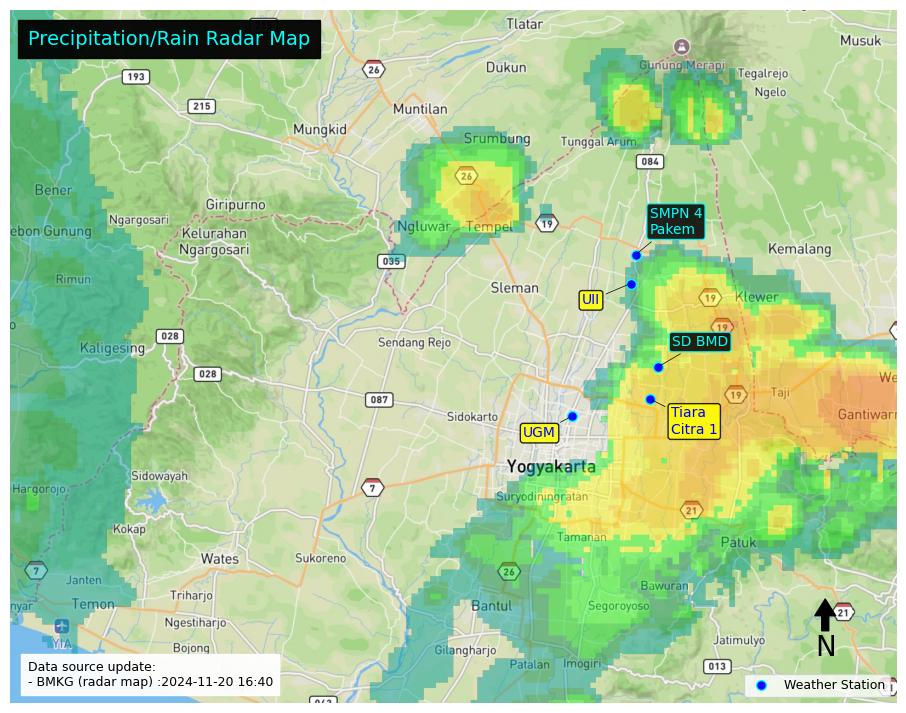 Precipitation/Rain Radar Map
Tlatar
Musuk
193
26
Dukun
Gunung Merapi
Tegalrejo
Ngelo
215
Muntilan
Mungkid
Srumbung
Tunggal Arum
084
26
Bener
Giripurno
Ngargosari
SMPN 4
Pakem
ebon Gunung
Kelurahan
Ngargosari
Ngluwar
Tempel
19
Kemalang
035
Rimun
Sleman
UII
19
Klewer
19
028
Sendang Rejo
SD BMD
Kaligesing
028
We
087
19
Taji
Sidokarto
Tiara
Citra 1
Gantiwarn
UGM
Yogyakarta
Sidowayah
Hargorojo
7
Suryodiningratan
21
Kokap
Tamanan
Patuk
Wates
Sukoreno
7
26
Janten
Bawuran
nyar
Temon
Triharjo
Bantul
Segoroyoso
21
YIA
Ngestiharjo
N
Bojong
Gilangharjo
Jatimulyo
Patalan
Imogiri
013
Data source update:
- BMKG (radar map) :2024-11-20 16:40
Weather Station